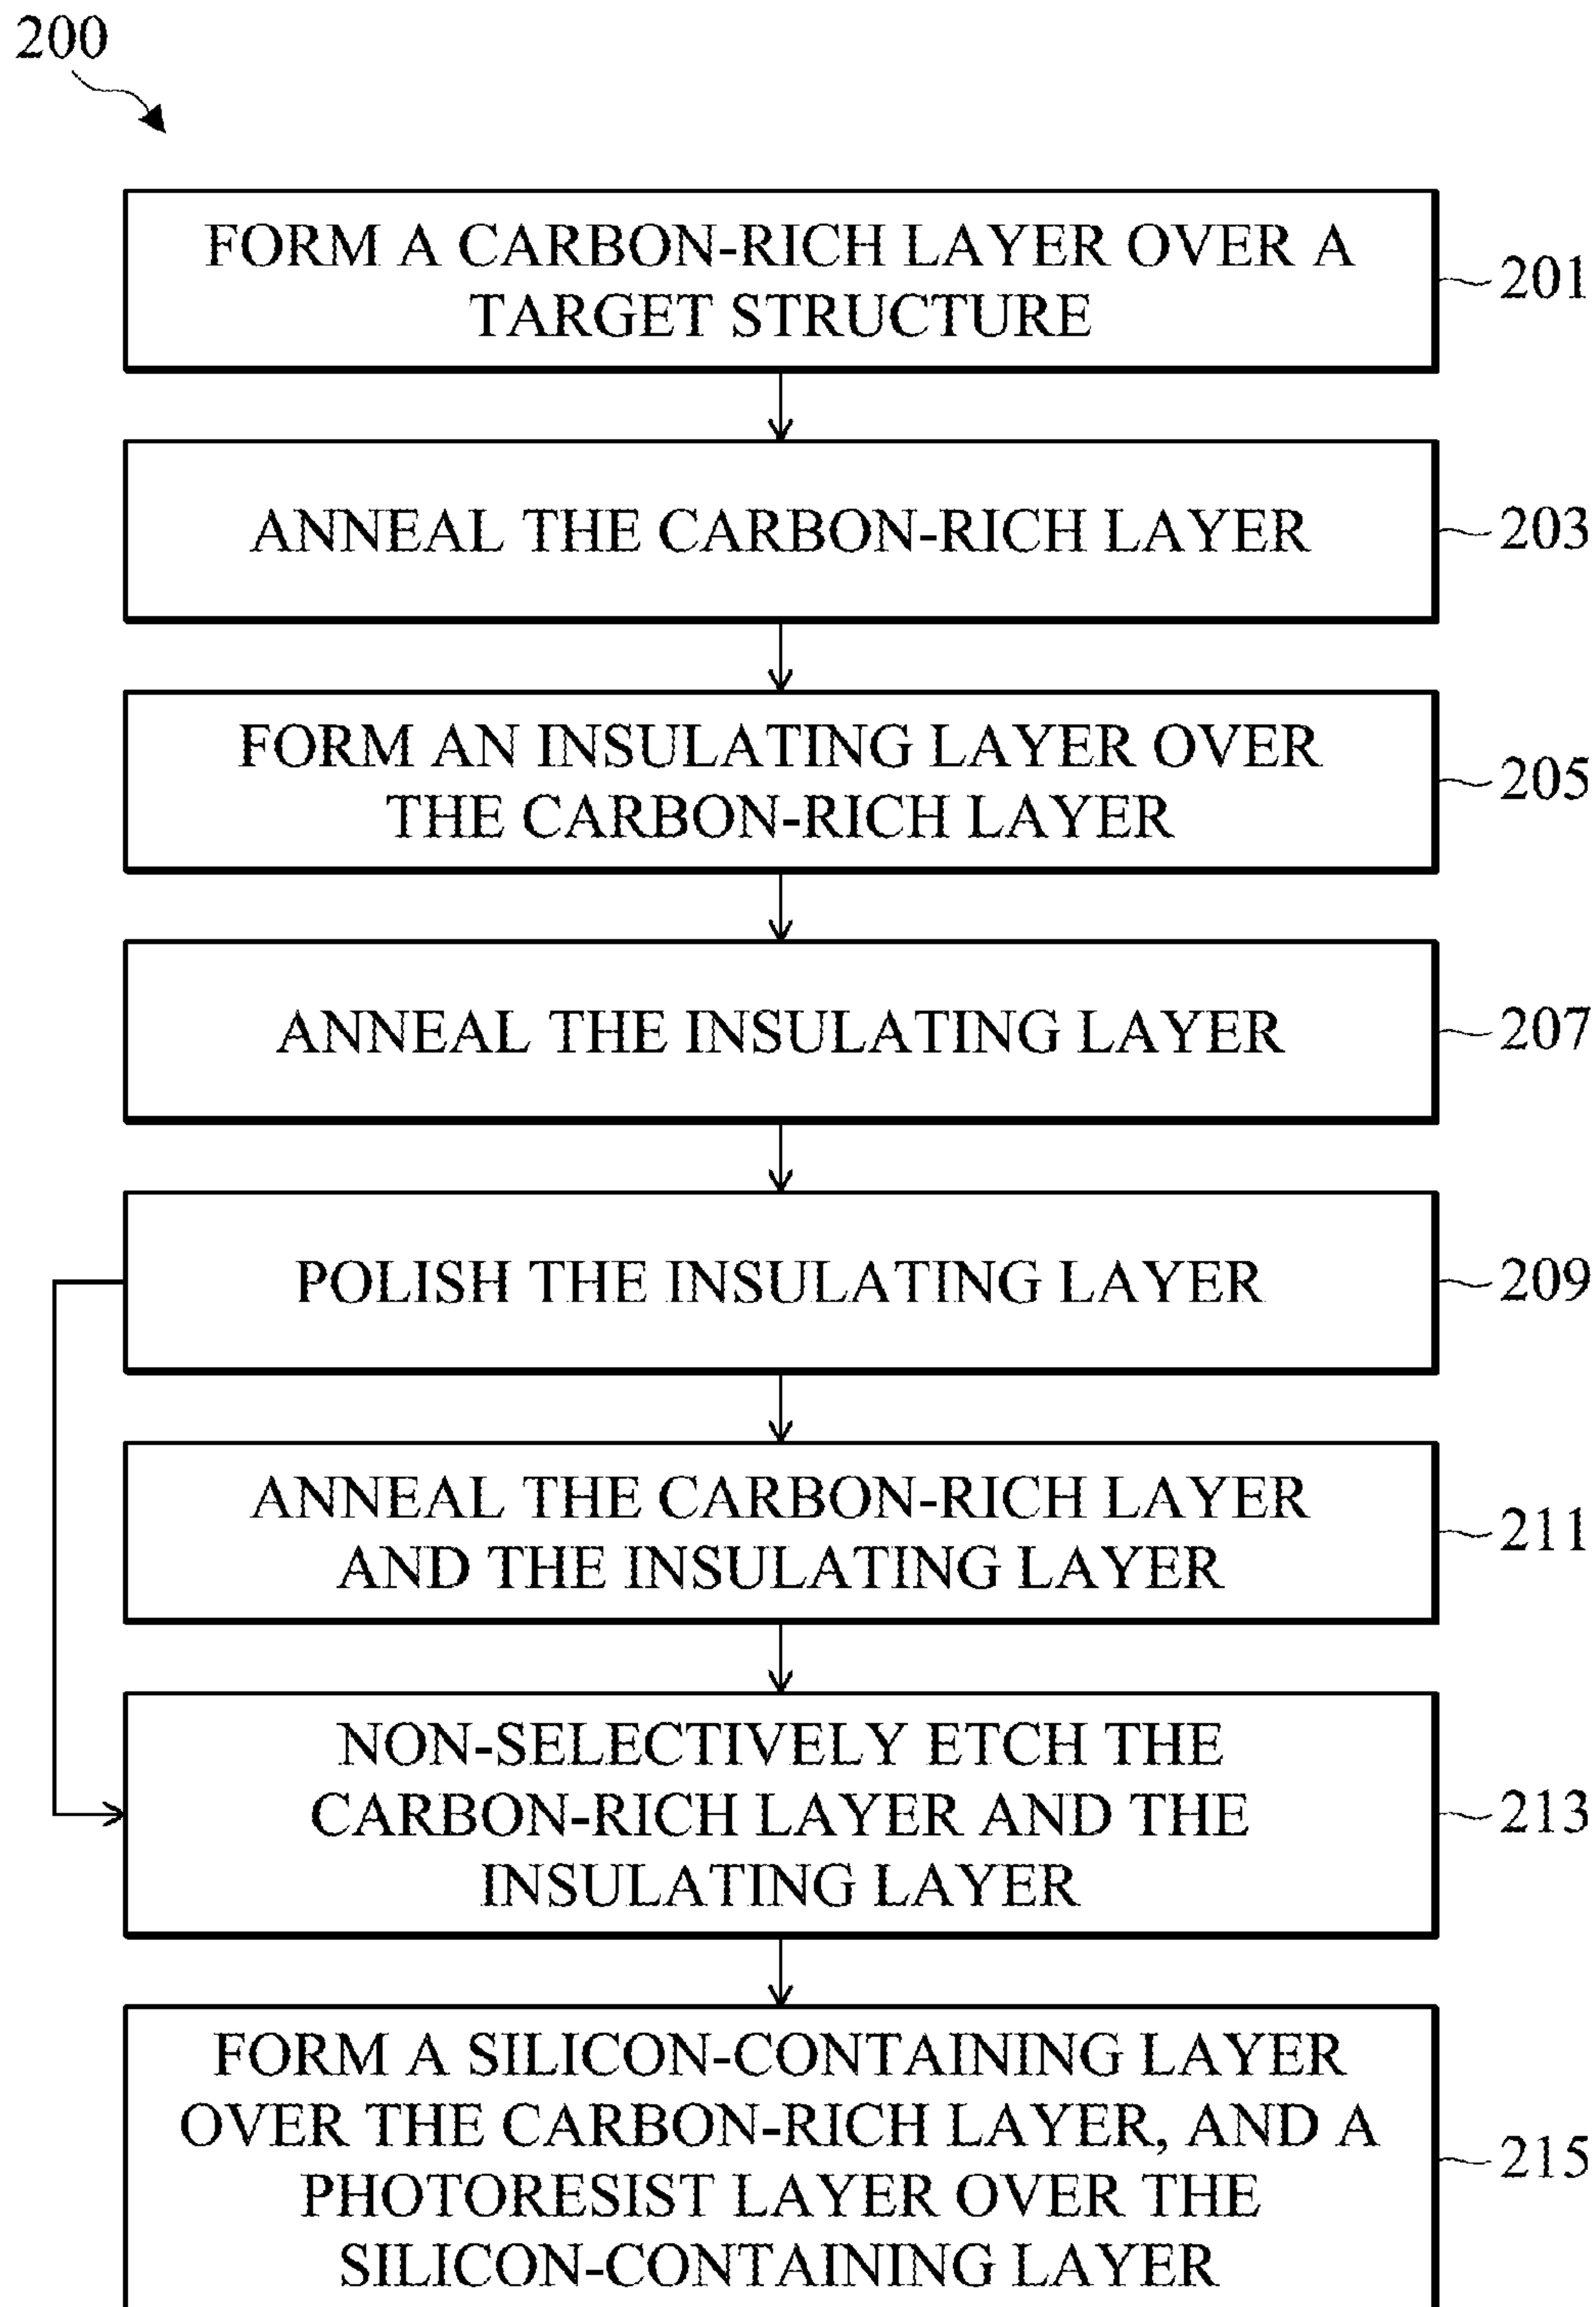 200
FORM A CARBON-RICH LAYER OVER A
TARGET STRUCTURE
201
ANNEAL THE CARBON-RICH LAYER
203
FORM AN INSULATING LAYER OVER
THE CARBON-RICH LAYER
205
ANNEAL THE INSULATING LAYER
207
POLISH THE INSULATING LAYER
209
ANNEAL THE CARBON-RICH LAYER
AND THE INSULATING LAYER
211
NON-SELECTIVELY ETCH THE
CARBON-RICH LAYER AND THE
INSULATING LAYER
213
FORM A SILICON-CONTAINING LAYER
OVER THE CARBON-RICH LAYER, AND A
PHOTORESIST LAYER OVER THE
SILICON-CONTAINING LAYER
215